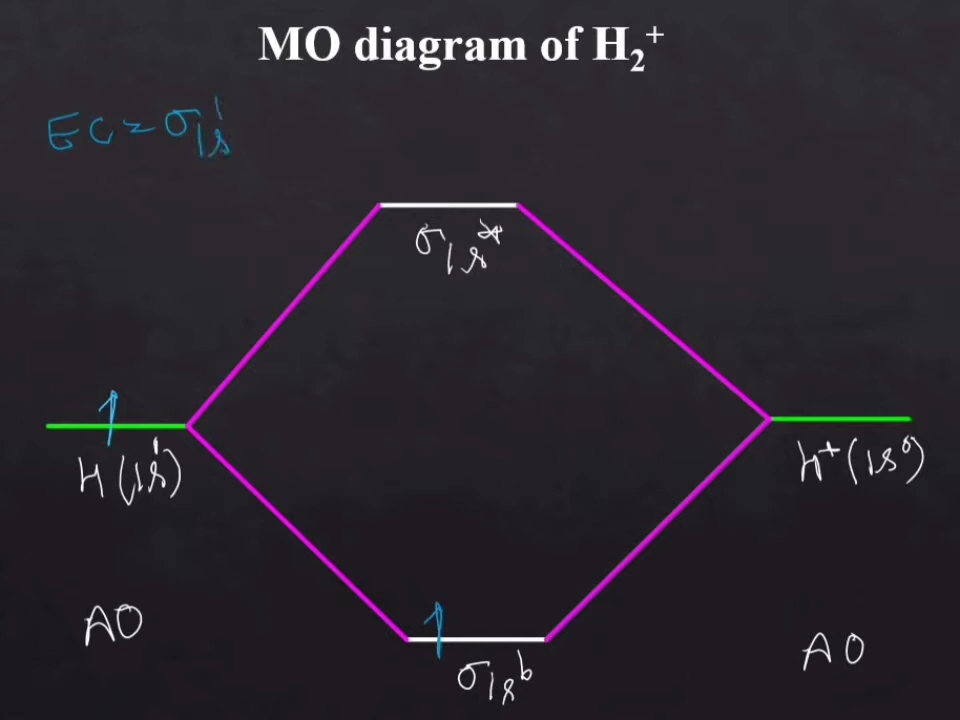 MO diagram of H₂⁺
EC = σ1s¹
σ1s*
H (1s¹)
h⁺ (1s⁰)
AO
AO
σ1sᵇ